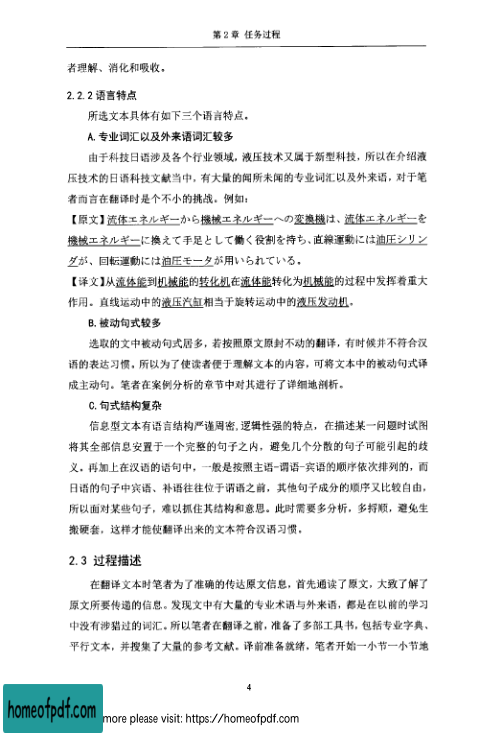 第2章 任务过程
者理解、消化和吸收。
2.2.2语言特点
所选文本具体有如下三个语言特点。
A.专业词汇以及外来语词汇较多
由于科技日语涉及各个行业领域，液压技术又属于新型科技，所以在介绍液
压技术的日语科技文献当中，有大量的闻所未闻的专业词汇以及外来语，对于笔
者而言在翻译时是个不小的挑战。例如：
【原文】流体エネルギーから機械エネルギーへの変換機は、流体エネルギーを
機械エネルギーに換えて手足として働く役割を持ち、直線運動には油圧シリン
ダが、回転運動には油圧モータが用いられている。
【译文】从流体能到机械能的转化机在流体能转化为机械能的过程中发挥着重大
作用。直线运动中的液压汽缸相当于旋转运动中的液压发动机。
B.被动句式较多
选取的文中被动句式居多，若按照原文原封不动的翻译，有时候并不符合汉
语的表达习惯。所以为了使读者便于理解文本的内容，可将文本中的被动句式译
成主动句。笔者在案例分析的章节中对其进行了详细地剖析。
C.句式结构复杂
信息型文本有语言结构严谨周密,逻辑性强的特点，在描述某一问题时试图
将其全部信息安置于一个完整的句子之内，避免几个分散的句子可能引起的歧
义。再加上在汉语的语句中，一般是按照主语-谓语-宾语的顺序依次排列的，而
日语的句子中宾语、补语往往位于谓语之前，其他句子成分的顺序又比较自由，
所以面对某些句子，难以抓住其结构和意思。此时需要多分析，多捋顺，避免生
搬硬套，这样才能使翻译出来的文本符合汉语习惯。
2.3 过程描述
在翻译文本时笔者为了准确的传达原文信息，首先通读了原文，大致了解了
原文所要传递的信息。发现文中有大量的专业术语与外来语，都是在以前的学习
中没有涉猎过的词汇。所以笔者在翻译之前，准备了多部工具书，包括专业字典、
平行文本，并搜集了大量的参考文献。译前准备就绪，笔者开始一小节一小节地
4
homeofpdf.com
more please visit: https://homeofpdf.com